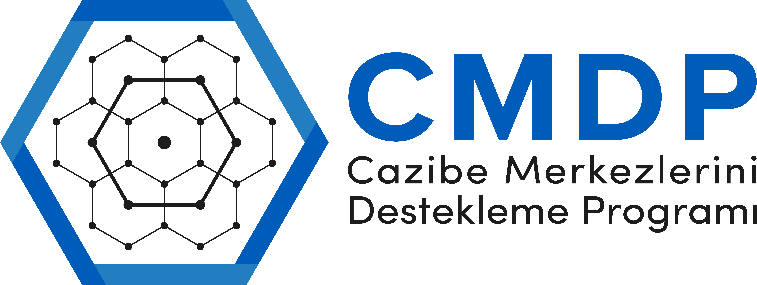 CMDP
Cazibe Merkezlerini
Destekleme Programı